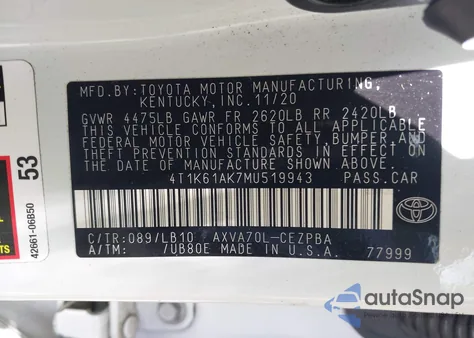 MFD.BY: TOYOTA MOTOR MANUFACTURING,
KENTUCKY, INC. 11/20
GVWR 4475LB GAWR FR 2620LB RR 2420LB
THIS VEHICLE CONFORMS TO ALL APPLICABLE
FEDERAL MOTOR VEHICLE SAFETY, BUMPER, AND
THEFT PREVENTION STANDARDS IN EFFECT ON
THE DATE OF MANUFACTURE SHOWN ABOVE.
4T1K61AK7MU519943 PASS.CAR
C/TR:089/LB10 AXVA70L-CEZPBA
A/TM: /UB80E MADE IN U.S.A. 77999
TOYOTA
53
42661-06B50
autoSnap